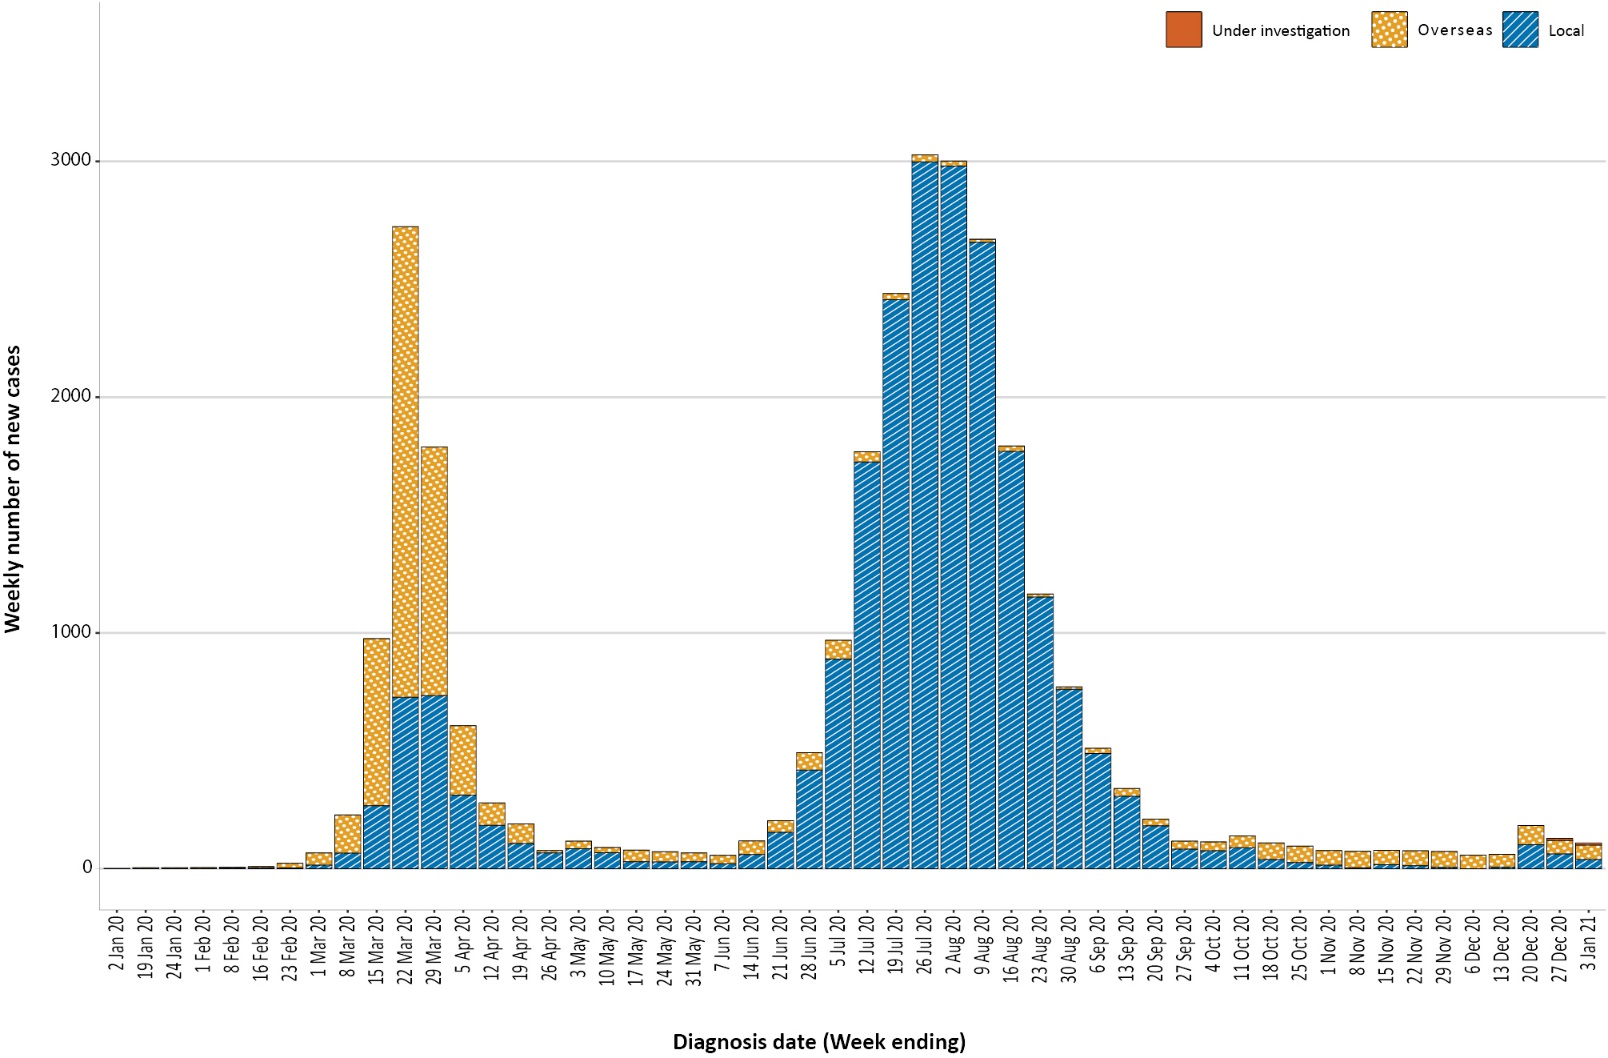 Under investigation
Overseas
Local
Weekly number of new cases
3000
2000
1000
0
2 Jan 20
19 Jan 20
24 Jan 20
1 Feb 20
8 Feb 20
16 Feb 20
23 Feb 20
1 Mar 20
8 Mar 20
15 Mar 20
22 Mar 20
29 Mar 20
5 Apr 20
12 Apr 20
19 Apr 20
26 Apr 20
3 May 20
10 May 20
17 May 20
24 May 20
31 May 20
7 Jun 20
14 Jun 20
21 Jun 20
28 Jun 20
5 Jul 20
12 Jul 20
19 Jul 20
26 Jul 20
2 Aug 20
9 Aug 20
16 Aug 20
23 Aug 20
30 Aug 20
6 Sep 20
13 Sep 20
20 Sep 20
27 Sep 20
4 Oct 20
11 Oct 20
18 Oct 20
25 Oct 20
1 Nov 20
8 Nov 20
15 Nov 20
22 Nov 20
29 Nov 20
6 Dec 20
13 Dec 20
20 Dec 20
27 Dec 20
3 Jan 21
Diagnosis date (Week ending)